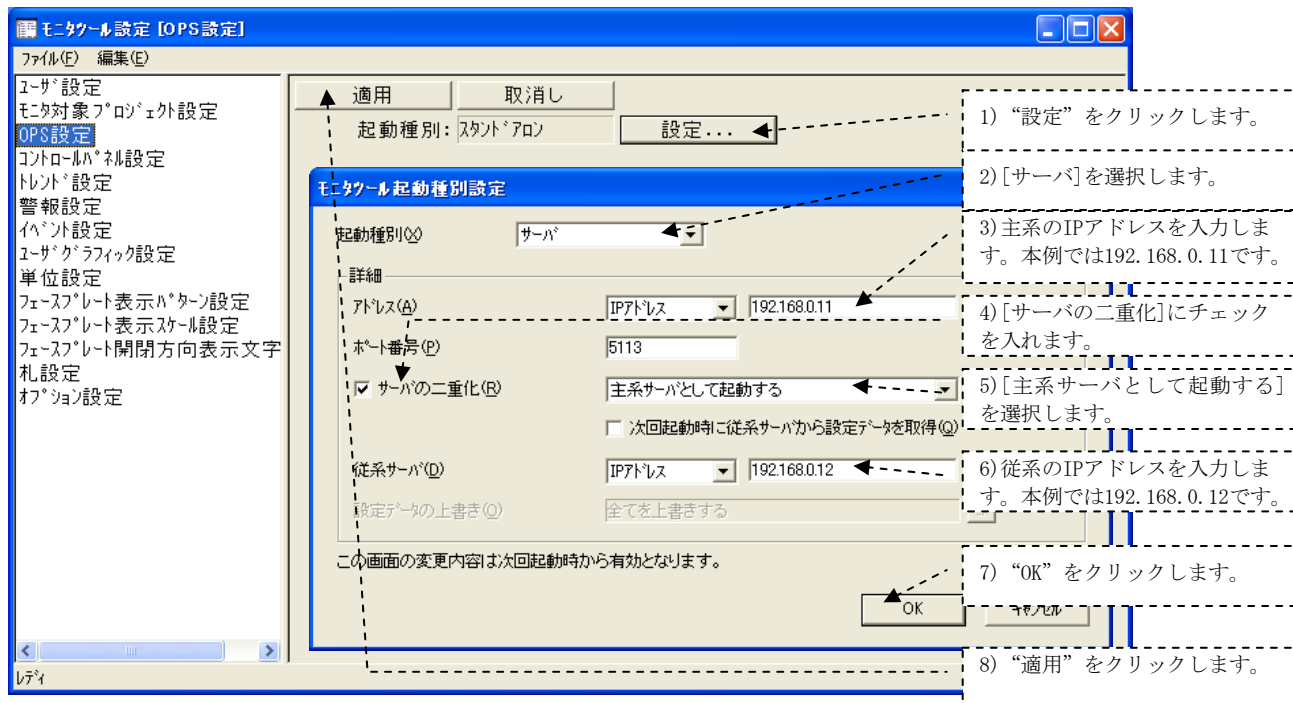 モニタツール設定 [OPS設定]
ファイル(F) 編集(E)
ユーザ設定
モニタ対象プロジェクト設定
OPS設定
コントロールパネル設定
トレンド設定
警報設定
イベント設定
ユーザグラフィック設定
単位設定
フェースプレート表示パターン設定
フェースプレート表示スケール設定
フェースプレート開閉方向表示文字
札設定
オプション設定
レディ
適用 取消し
起動種別: スタンドアロン 設定...
モニタツール起動種別設定
起動種別(X) サーバ
詳細
アドレス(A) IPアドレス 192.168.0.11
ポート番号(P) 5113
サーバの二重化(R) 主系サーバとして起動する
次回起動時に従系サーバから設定データを取得(Q)
従系サーバ(D) IPアドレス 192.168.0.12
設定データの上書き(O) 全てを上書きする
この画面の変更内容は次回起動時から有効となります。
OK キャンセル
1)“設定”をクリックします。
2)[サーバ]を選択します。
3)主系のIPアドレスを入力しま
す。本例では192.168.0.11です。
4)[サーバの二重化]にチェック
を入れます。
5)[主系サーバとして起動する]
を選択します。
6)従系のIPアドレスを入力しま
す。本例では192.168.0.12です。
7)“OK”をクリックします。
8)“適用”をクリックします。